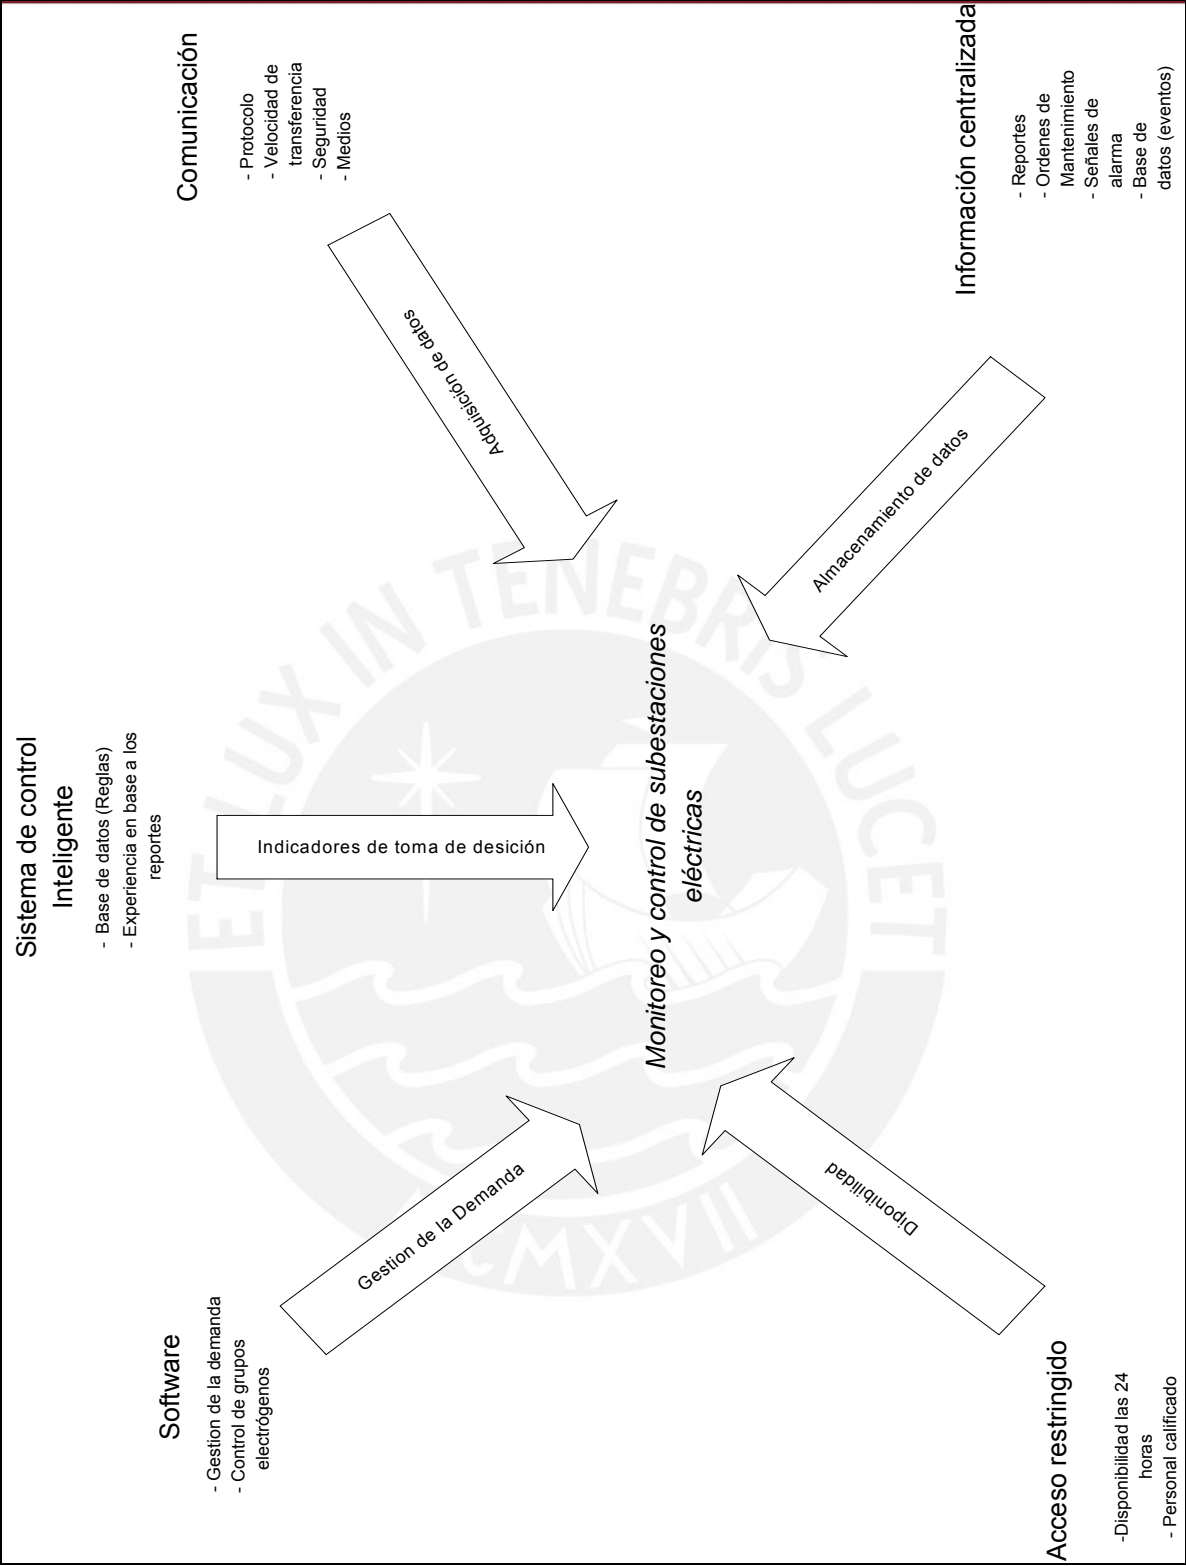 Sistema de control
Inteligente
- Base de datos (Reglas)
- Experiencia en base a los
reportes
Software
- Gestion de la demanda
- Control de grupos
electrógenos
Comunicación
- Protocolo
- Velocidad de
transferencia
- Seguridad
- Medios
Gestion de la Demanda
Indicadores de toma de desición
Adquisición de datos
Monitoreo y control de subestaciones
eléctricas
Diponibilidad
Almacenamiento de datos
Acceso restringido
-Disponibilidad las 24
horas
- Personal calificado
Información centralizada
- Reportes
- Ordenes de
Mantenimiento
- Señales de
alarma
- Base de
datos (eventos)
ET LUX IN TENEBRIS LUCET
MCMXVII